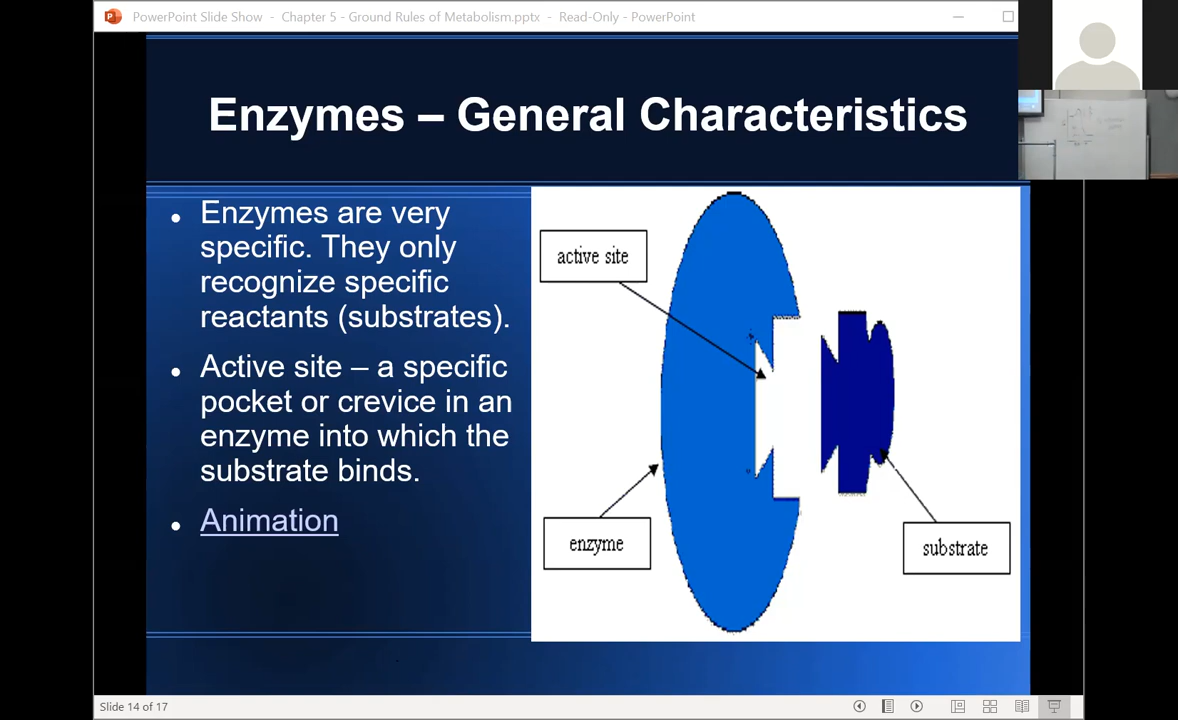 PowerPoint Slide Show - Chapter 5 - Ground Rules of Metabolism.pptx - Read-Only - PowerPoint
Enzymes – General Characteristics
• Enzymes are very
specific. They only
recognize specific
reactants (substrates).
• Active site – a specific
pocket or crevice in an
enzyme into which the
substrate binds.
• Animation
active site
enzyme
substrate
Slide 14 of 17